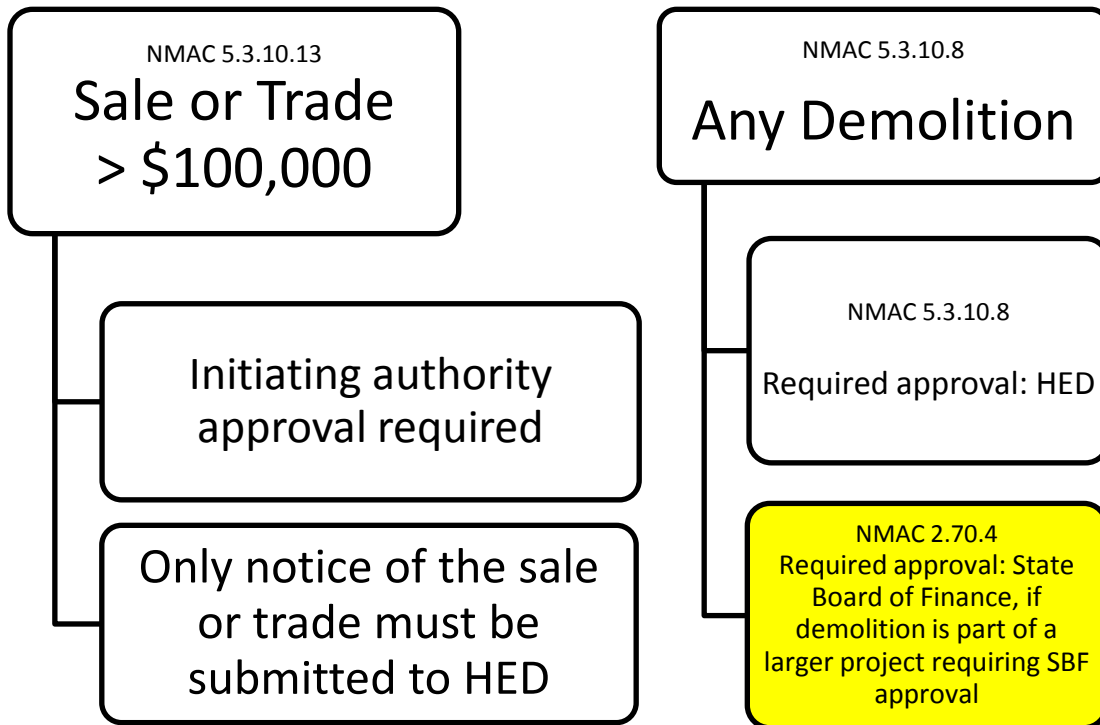 NMAC 5.3.10.13
Sale or Trade
> $100,000
Initiating authority
approval required
Only notice of the sale
or trade must be
submitted to HED
NMAC 5.3.10.8
Any Demolition
NMAC 5.3.10.8
Required approval: HED
NMAC 2.70.4
Required approval: State
Board of Finance, if
demolition is part of a
larger project requiring SBF
approval